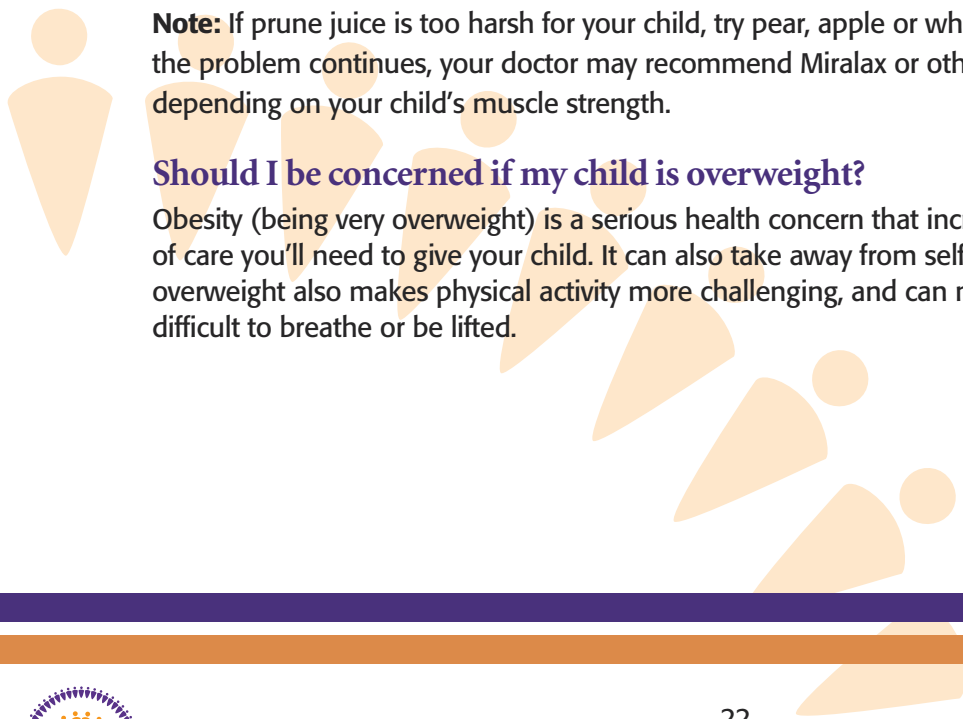 Note: If prune juice is too harsh for your child, try pear, apple or
the problem continues, your doctor may recommend Miralax or
depending on your child’s muscle strength.
Should I be concerned if my child is overweight?
Obesity (being very overweight) is a serious health concern that
of care you’ll need to give your child. It can also take away from self
overweight also makes physical activity more challenging, and can
difficult to breathe or be lifted.
22